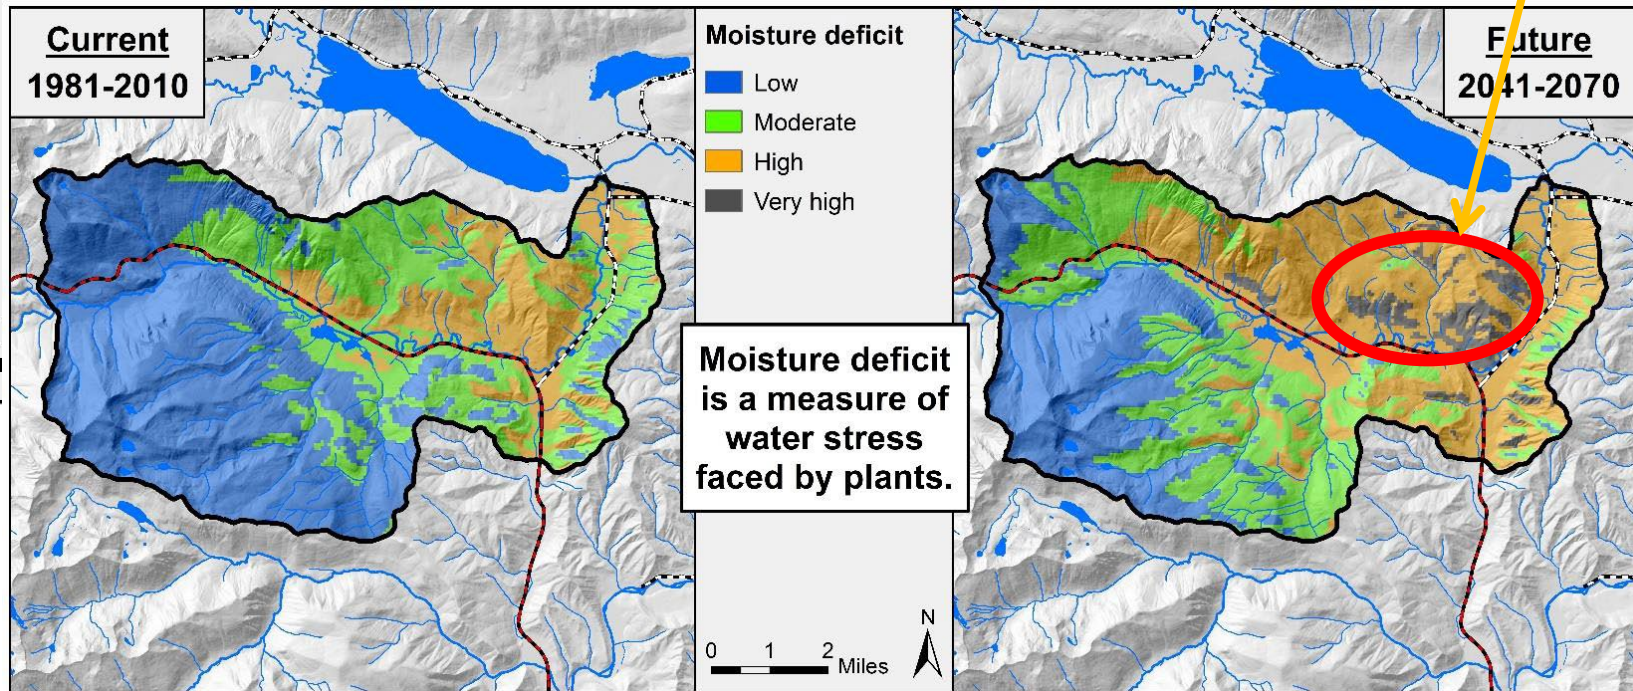 Current
1981-2010
Moisture deficit
Low
Moderate
High
Very high
Moisture deficit
is a measure of
water stress
faced by plants.
N
0 1 2 Miles
Future
2041-2070